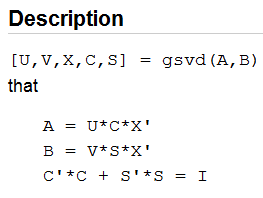 Description
[U,V,X,C,S] = gsvd(A,B)
that
A = U*C*X'
B = V*S*X'
C'*C + S'*S = I